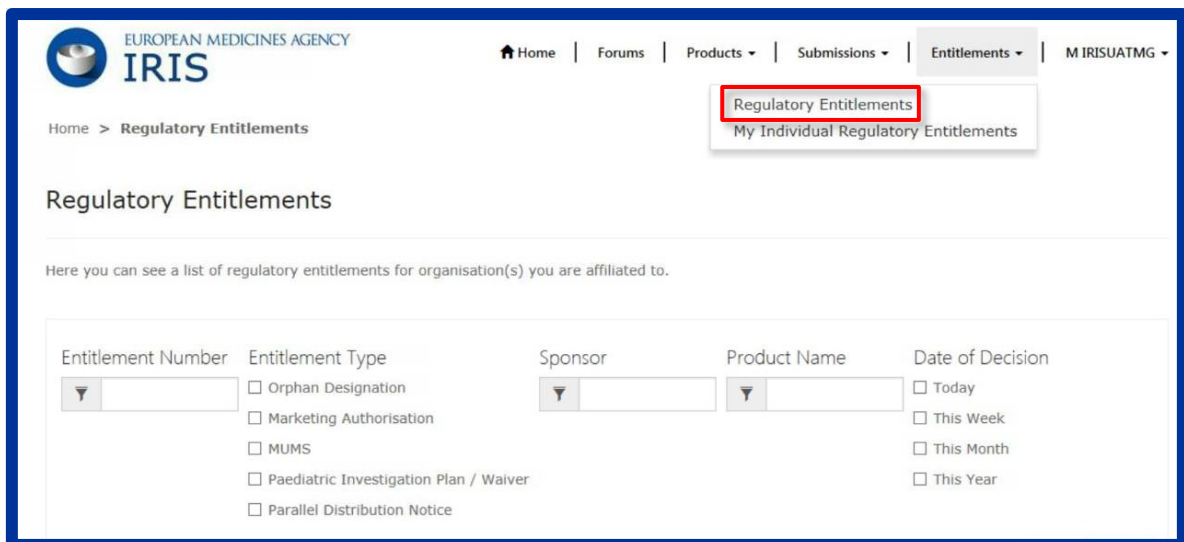 EUROPEAN MEDICINES AGENCY
IRIS
Home | Forums | Products | Submissions | Entitlements | M IRISUATMG
Regulatory Entitlements
My Individual Regulatory Entitlements
Home > Regulatory Entitlements
Regulatory Entitlements
Here you can see a list of regulatory entitlements for organisation(s) you are affiliated to.
Entitlement Number Entitlement Type Sponsor Product Name Date of Decision
Orphan Designation Today
Marketing Authorisation This Week
MUMS This Month
Paediatric Investigation Plan / Waiver This Year
Parallel Distribution Notice